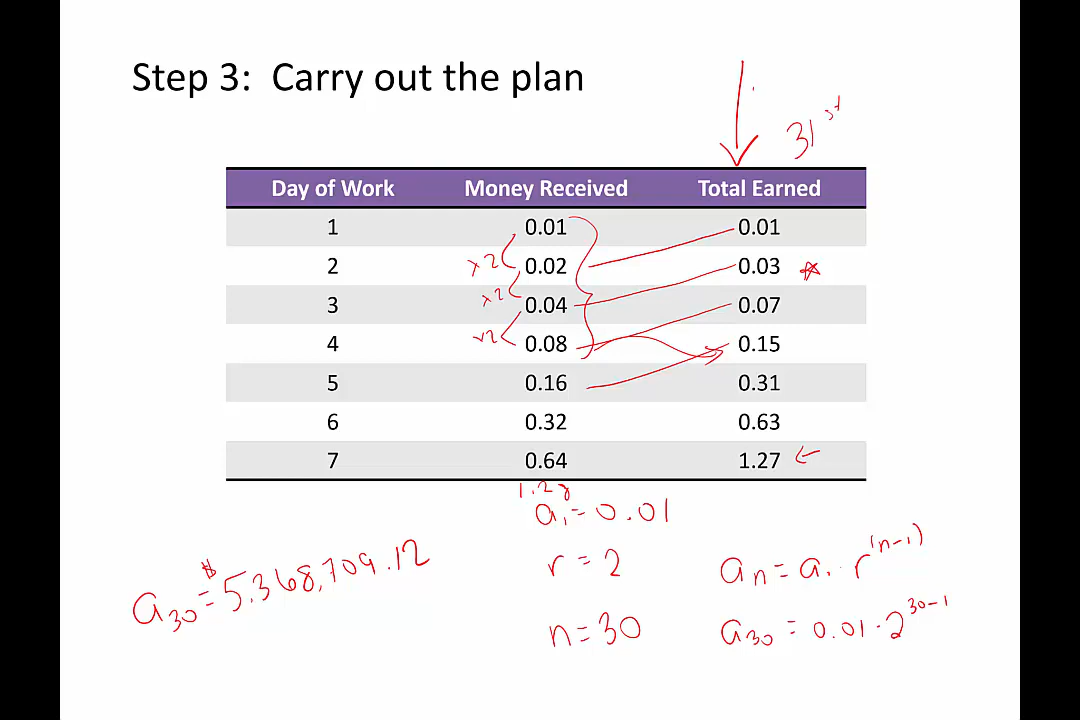 Step 3: Carry out the plan
31st
Day of Work Money Received Total Earned
1 0.01 0.01
x2
2 0.02 0.03
x2
3 0.04 0.07
x2
4 0.08 0.15
5 0.16 0.31
6 0.32 0.63
7 0.64 1.27
1.28
a₁ = 0.01
r = 2 aₙ = a₁ · r⁽ⁿ⁻¹⁾
a₃₀ = $5,368,709.12
n = 30 a₃₀ = 0.01 · 2³⁰⁻¹